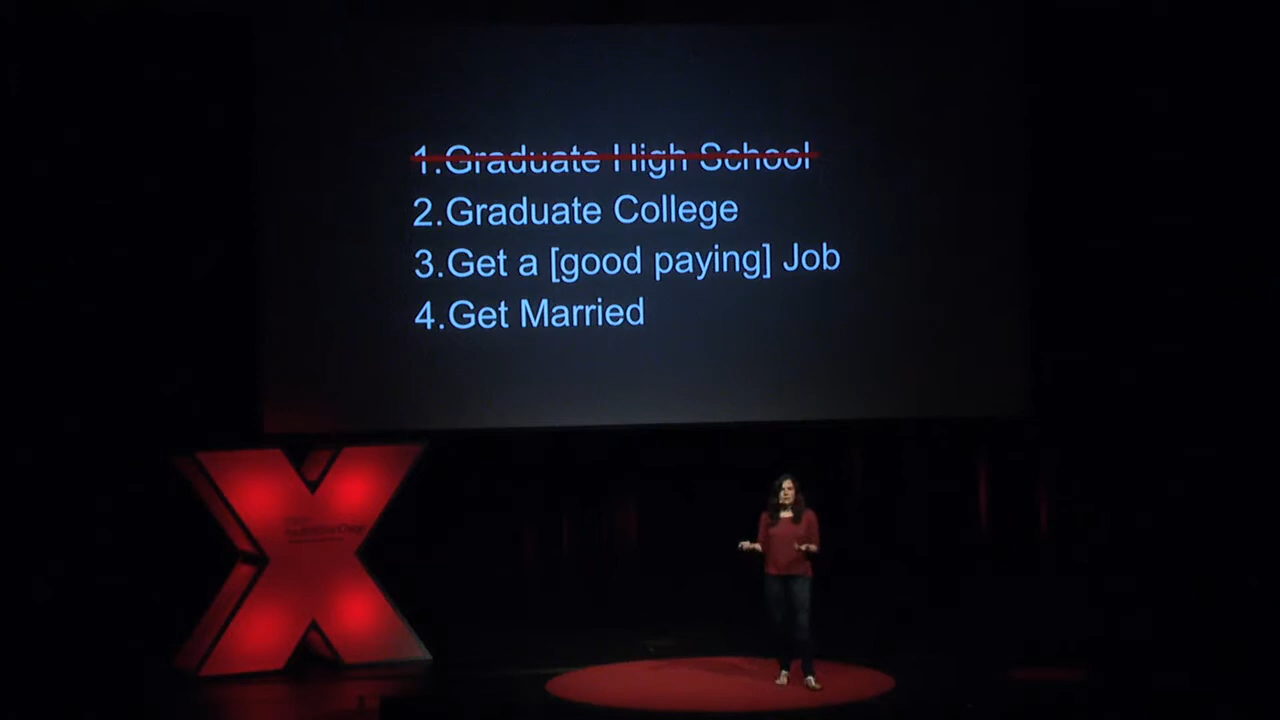 1.Graduate High School
2.Graduate College
3.Get a [good paying] Job
4.Get Married
X